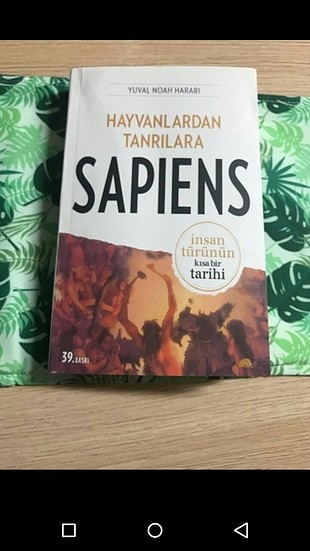 YUVAL NOAH HARARI
HAYVANLARDAN
TANRILARA
SAPIENS
insan
türünün
kısa bir
tarihi
39. BASKI